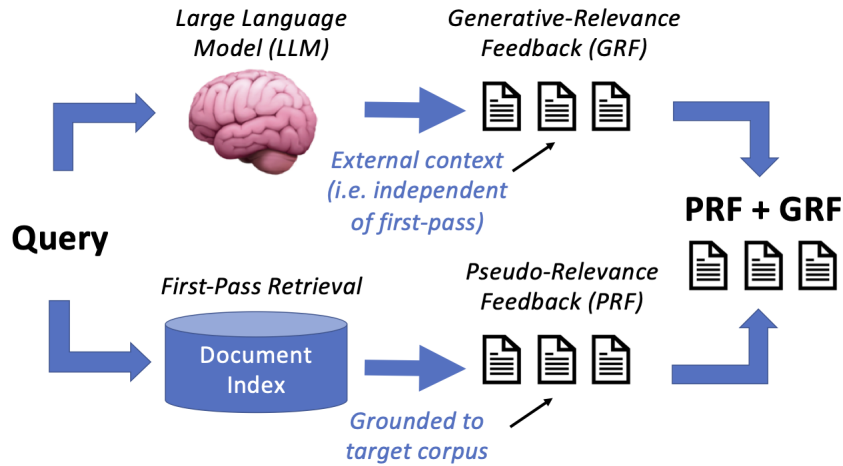 Large Language
Model (LLM)
Generative-Relevance
Feedback (GRF)
External context
(i.e. independent
of first-pass)
PRF + GRF
Query
First-Pass Retrieval
Pseudo-Relevance
Feedback (PRF)
Document
Index
Grounded to
target corpus